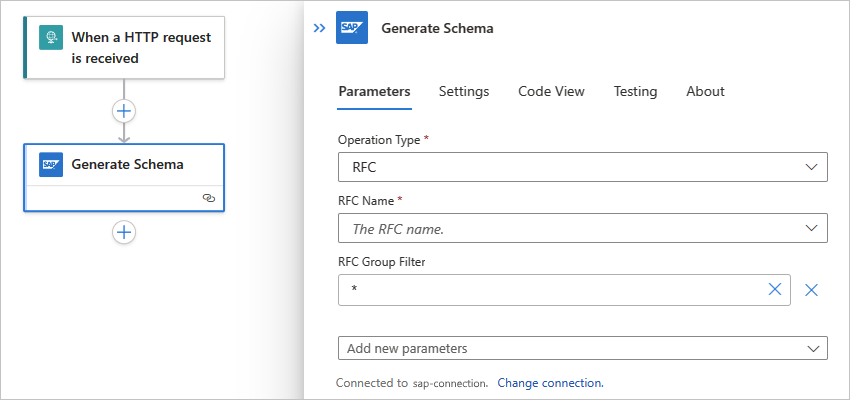 When a HTTP request
is received
SAP
Generate Schema
SAP
Generate Schema
Parameters
Settings
Code View
Testing
About
Operation Type *
RFC
RFC Name *
The RFC name.
RFC Group Filter
*
Add new parameters
Connected to sap-connection. Change connection.